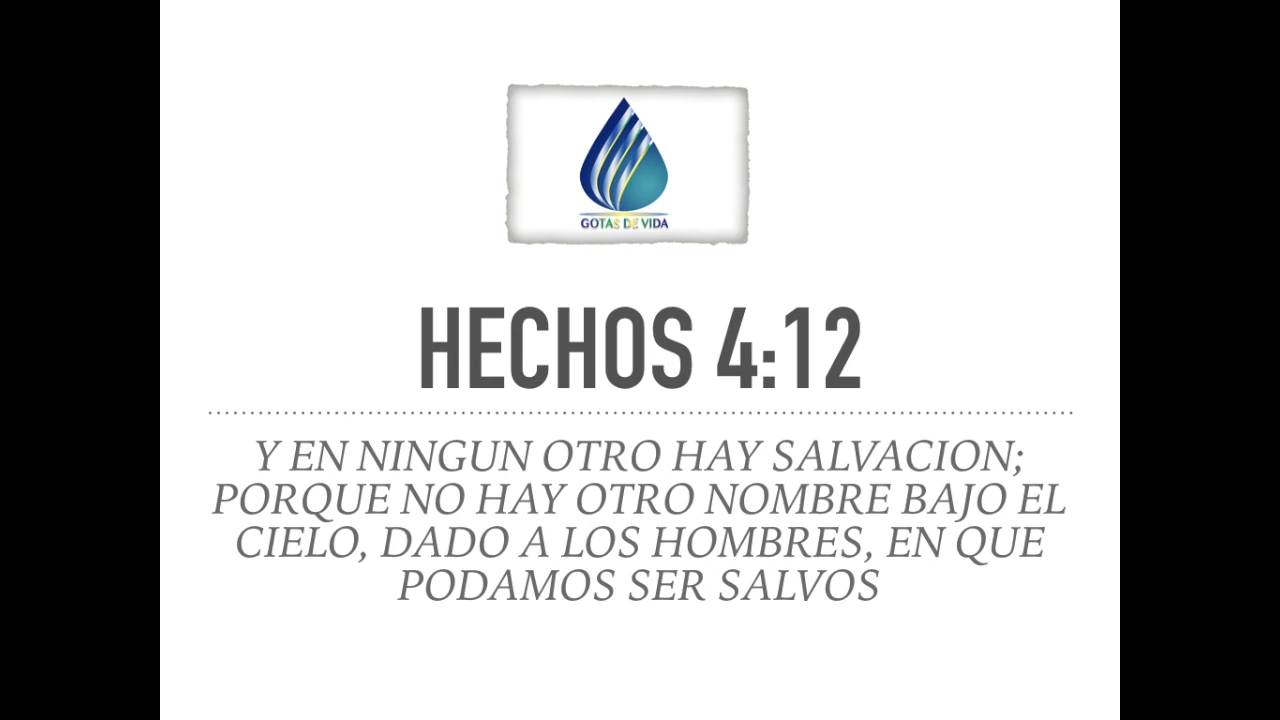 GOTAS DE VIDA
HECHOS 4:12
Y EN NINGUN OTRO HAY SALVACION;
PORQUE NO HAY OTRO NOMBRE BAJO EL
CIELO, DADO A LOS HOMBRES, EN QUE
PODAMOS SER SALVOS